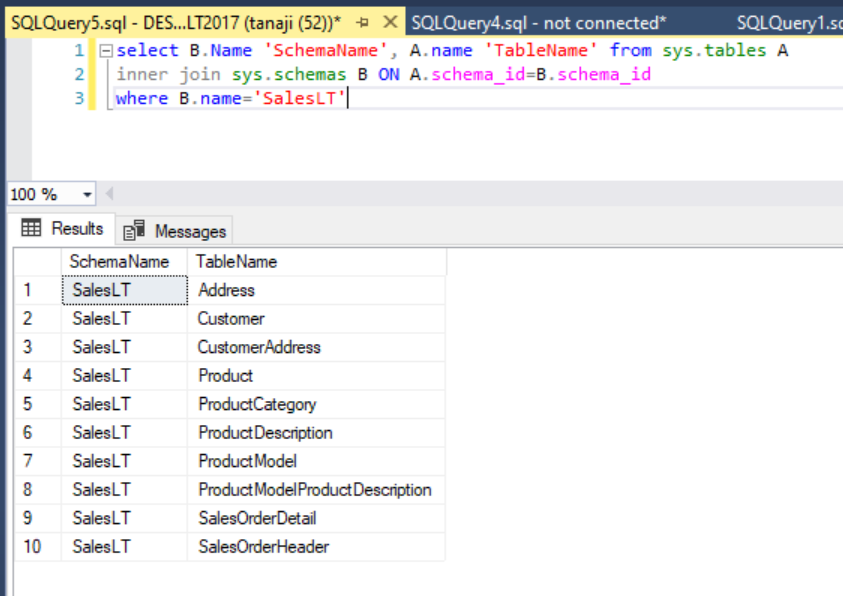 SQLQuery5.sql - DES...LT2017 (tanaji (52))* SQLQuery4.sql - not connected* SQLQuery1.sq
1 select B.Name 'SchemaName', A.name 'TableName' from sys.tables A
2 inner join sys.schemas B ON A.schema_id=B.schema_id
3 where B.name='SalesLT'
100 %
Results Messages
SchemaName TableName
1 SalesLT Address
2 SalesLT Customer
3 SalesLT CustomerAddress
4 SalesLT Product
5 SalesLT ProductCategory
6 SalesLT ProductDescription
7 SalesLT ProductModel
8 SalesLT ProductModelProductDescription
9 SalesLT SalesOrderDetail
10 SalesLT SalesOrderHeader